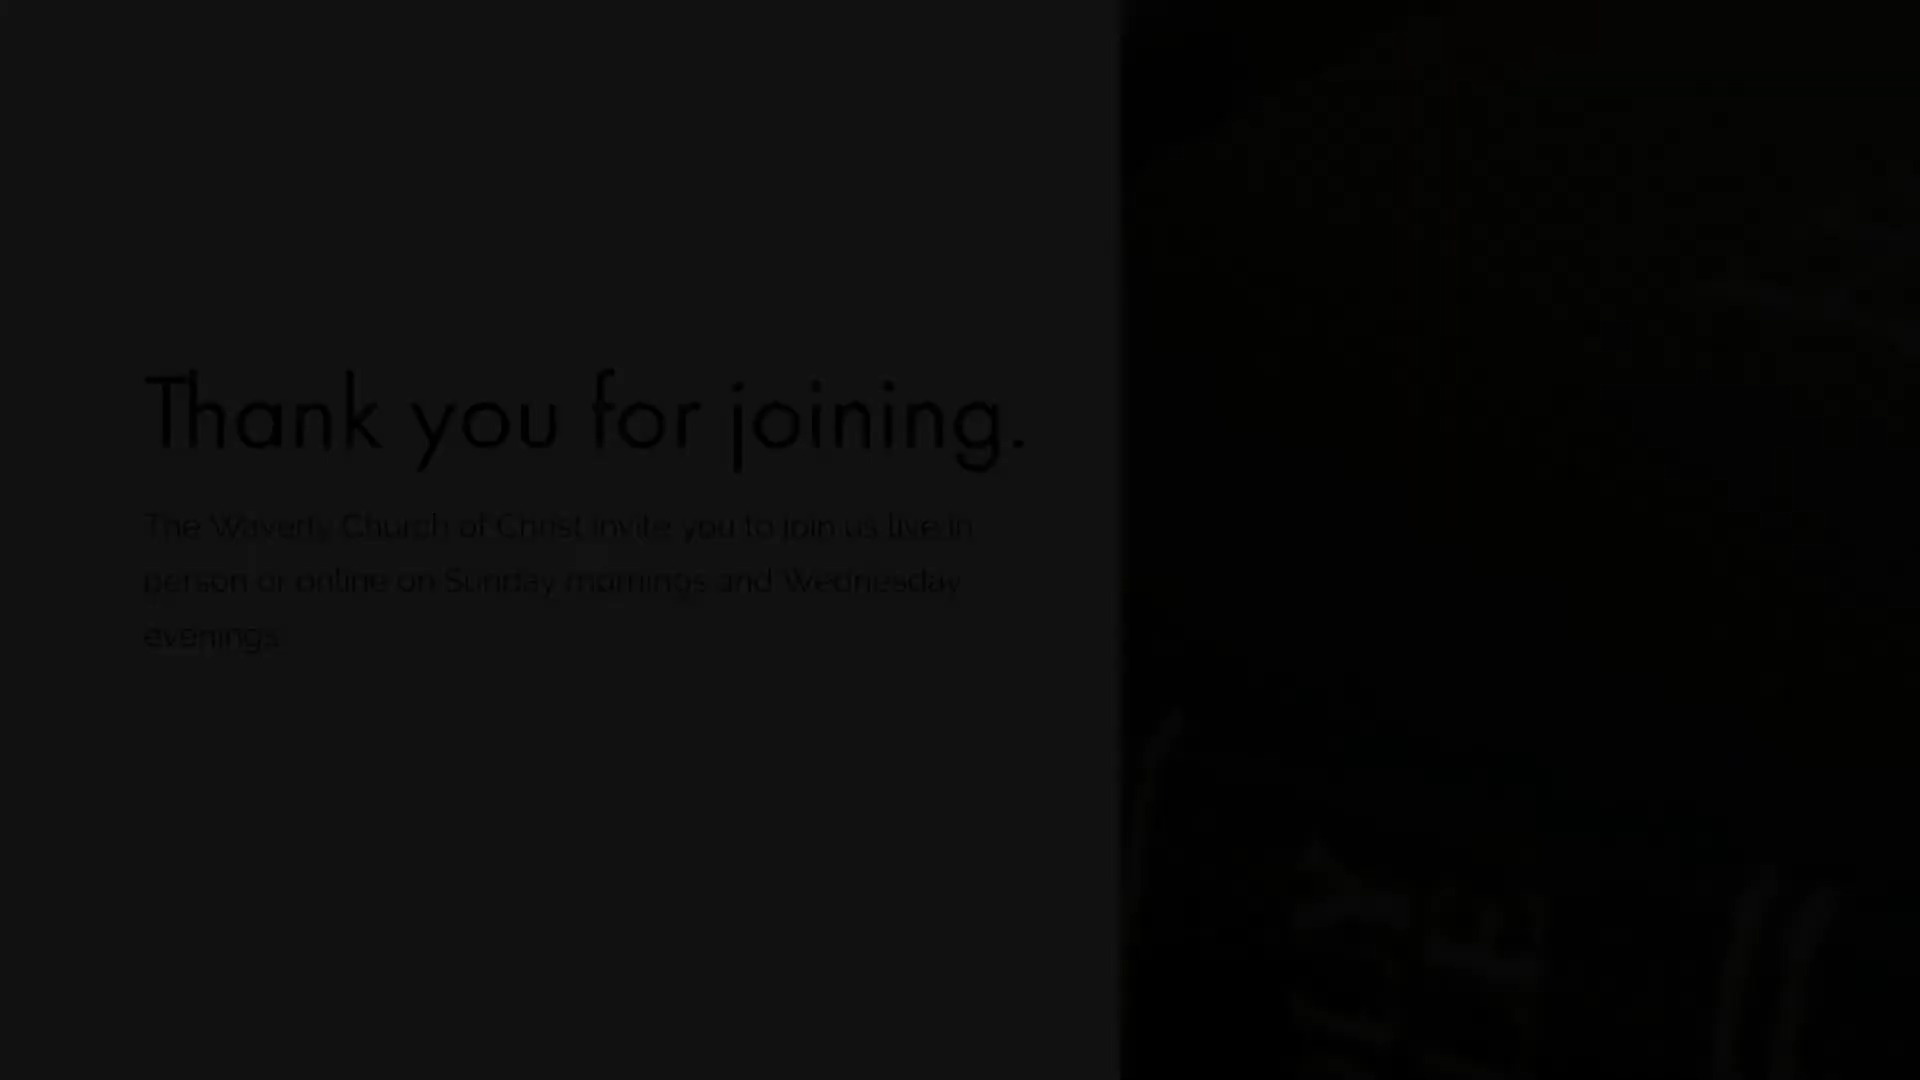 Thank you for joining.
The Waverly Church of Christ invite you to join us live in
person or online on Sunday mornings and Wednesday
evenings.